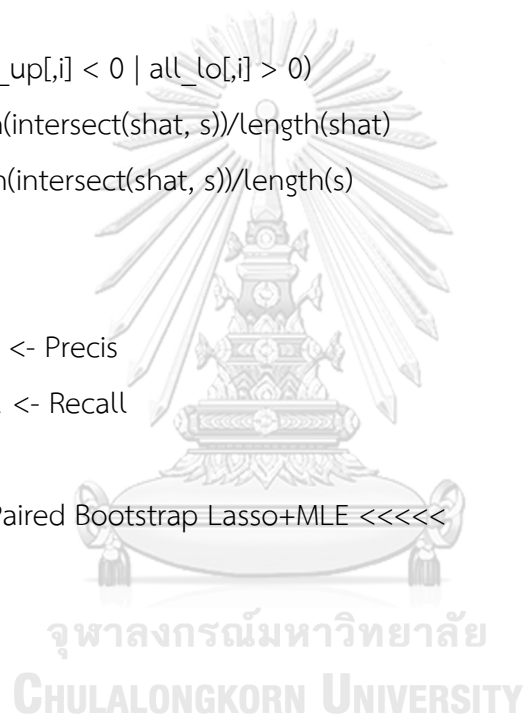 _up[,i] < 0 | all_lo[,i] > 0)
(intersect(shat, s))/length(shat)
(intersect(shat, s))/length(s)
<- Precis
<- Recall
Paired Bootstrap Lasso+MLE <<<<<
จุฬาลงกรณ์มหาวิทยาลัย
CHULALONGKORN UNIVERSITY